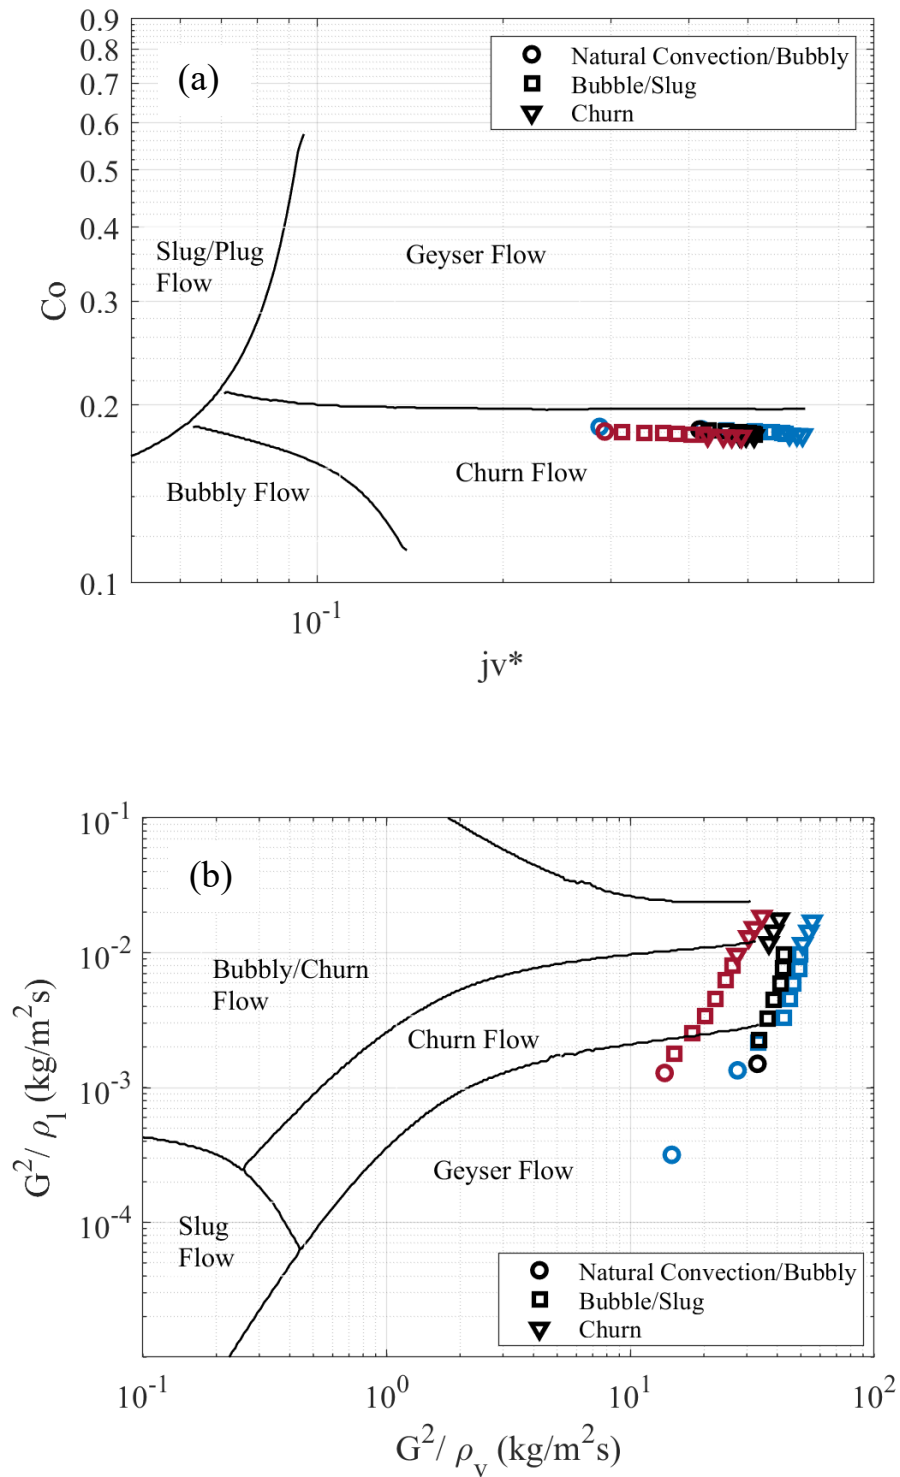 0.9
0.8
0.7
0.6
0.5
0.4
0.3
0.2
0.1
Co
(a)
Natural Convection/Bubbly
Bubble/Slug
Churn
Slug/Plug
Flow
Geyser Flow
Bubbly Flow
Churn Flow
10⁻¹
jv*
10⁻¹
10⁻²
10⁻³
10⁻⁴
G²/ ρₗ (kg/m²s)
(b)
Bubbly/Churn
Flow
Churn Flow
Geyser Flow
Slug
Flow
Natural Convection/Bubbly
Bubble/Slug
Churn
10⁻¹ 10⁰ 10¹ 10²
G²/ ρᵥ (kg/m²s)